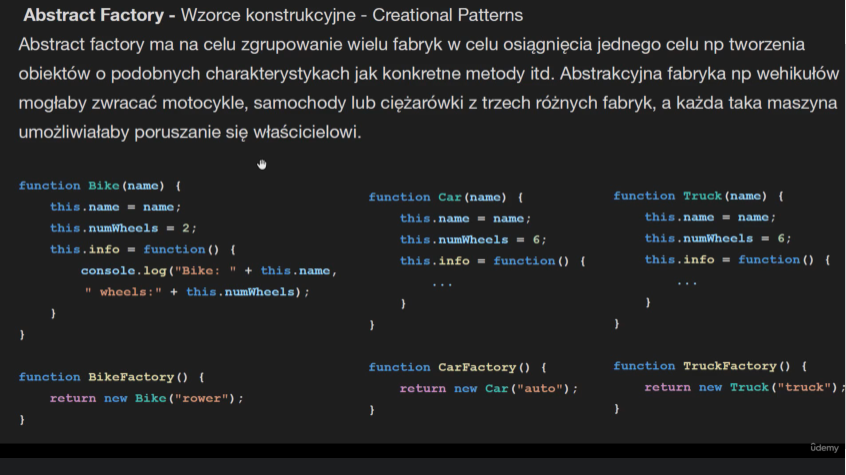 Abstract Factory - Wzorce konstrukcyjne - Creational Patterns
Abstract factory ma na celu zgrupowanie wielu fabryk w celu osiągnięcia jednego celu np tworzenia
obiektów o podobnych charakterystykach jak konkretne metody itd. Abstrakcyjna fabryka np wehikułów
mogłaby zwracać motocykle, samochody lub ciężarówki z trzech różnych fabryk, a każda taka maszyna
umożliwiałaby poruszanie się właścicielowi.
function Bike(name) {
this.name = name;
this.numWheels = 2;
this.info = function() {
console.log("Bike: " + this.name,
" wheels:" + this.numWheels);
}
}
function BikeFactory() {
return new Bike("rower");
}
function Car(name) {
this.name = name;
this.numWheels = 6;
this.info = function() {
...
}
}
function CarFactory() {
return new Car("auto");
}
function Truck(name) {
this.name = name;
this.numWheels = 6;
this.info = function() {
...
}
}
function TruckFactory() {
return new Truck("truck");
}
ûdemy